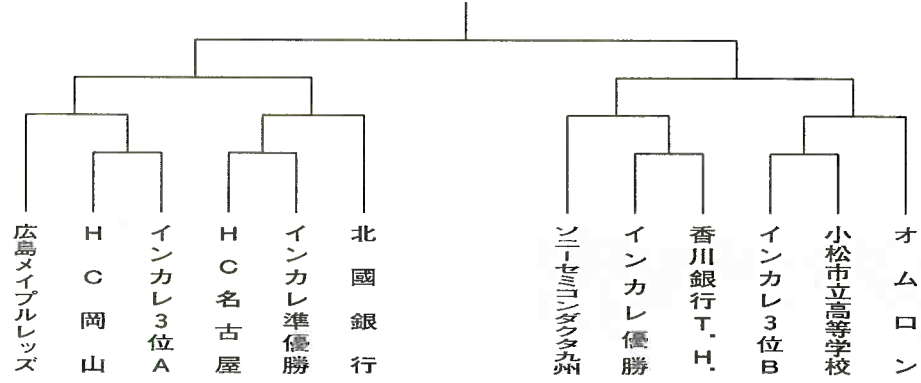 広島メイプルレッズ
HC岡山
インカレ3位A
HC名古屋
インカレ準優勝
北國銀行
ソニーセミコンダクタ九州
インカレ優勝
香川銀行T.H.
インカレ3位B
小松市立高等学校
オムロン